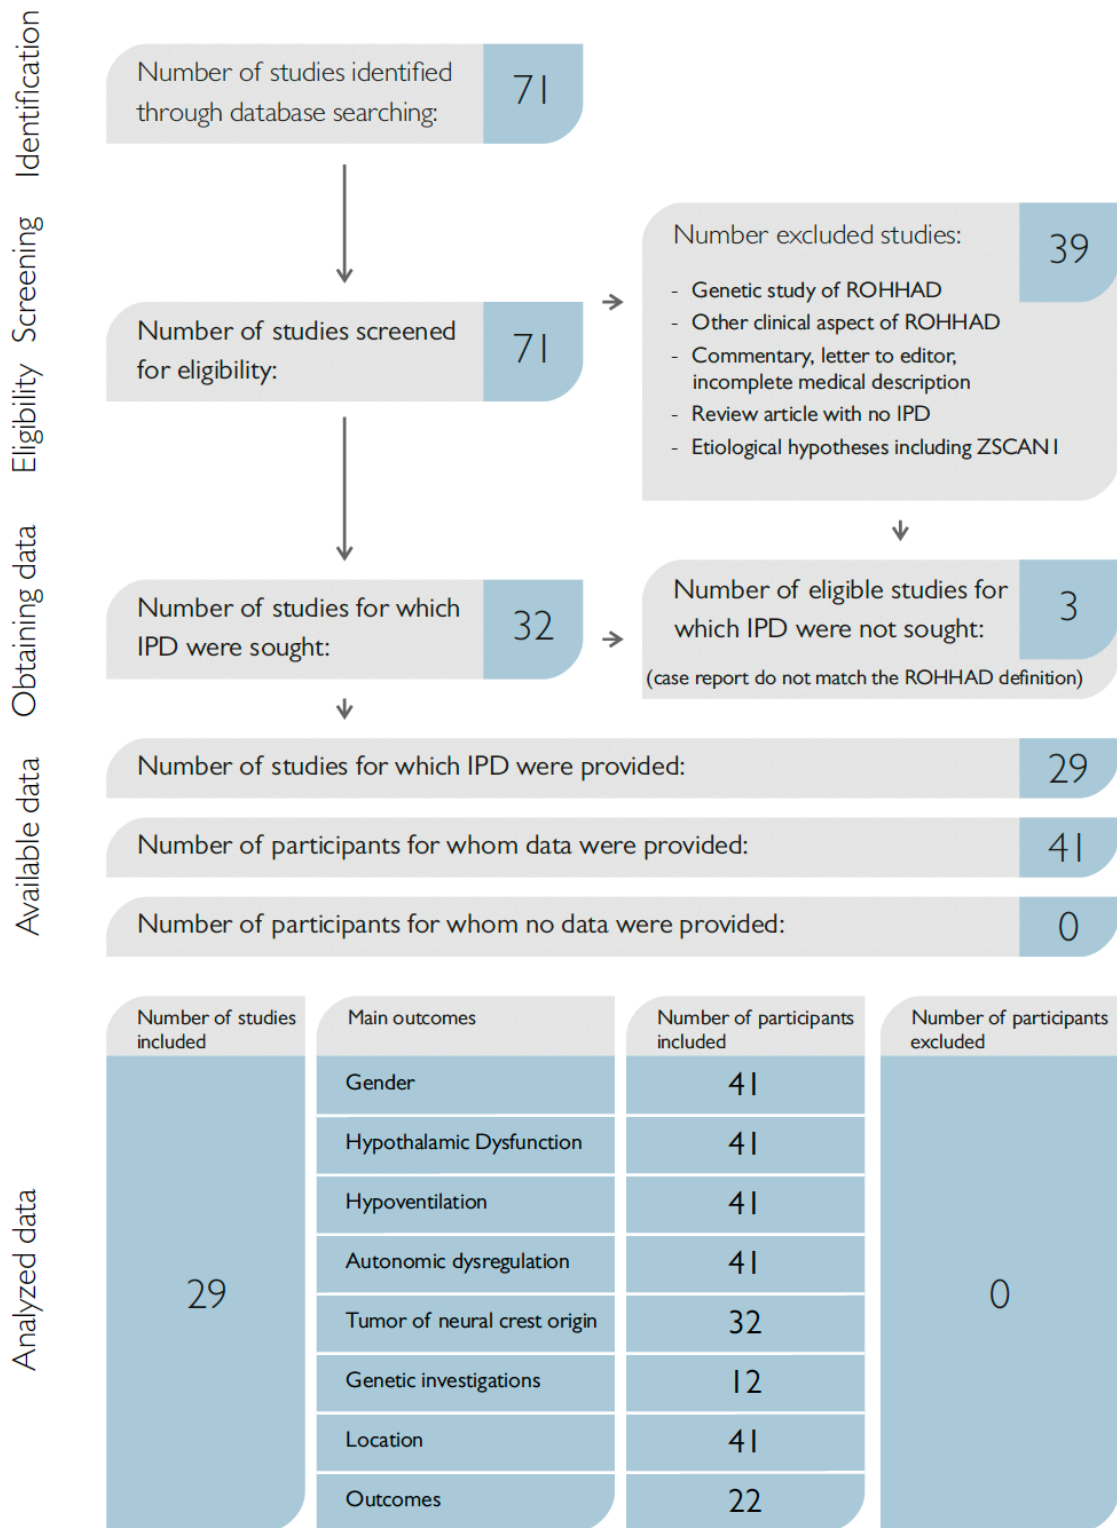 Identification
Number of studies identified
through database searching:
71
Screening
Number excluded studies:
39
- Genetic study of ROHHAD
- Other clinical aspect of ROHHAD
- Commentary, letter to editor,
incomplete medical description
- Review article with no IPD
- Etiological hypotheses including ZSCAN1
Eligibility
Number of studies screened
for eligibility:
71
Obtaining data
Number of studies for which
IPD were sought:
32
Number of eligible studies for
which IPD were not sought:
3
(case report do not match the ROHHAD definition)
Available data
Number of studies for which IPD were provided:
29
Number of participants for whom data were provided:
41
Number of participants for whom no data were provided:
0
Analyzed data
Number of studies
included
Main outcomes
Number of participants
included
Number of participants
excluded
29
Gender
41
Hypothalamic Dysfunction
41
Hypoventilation
41
Autonomic dysregulation
41
Tumor of neural crest origin
32
Genetic investigations
12
Location
41
Outcomes
22
0